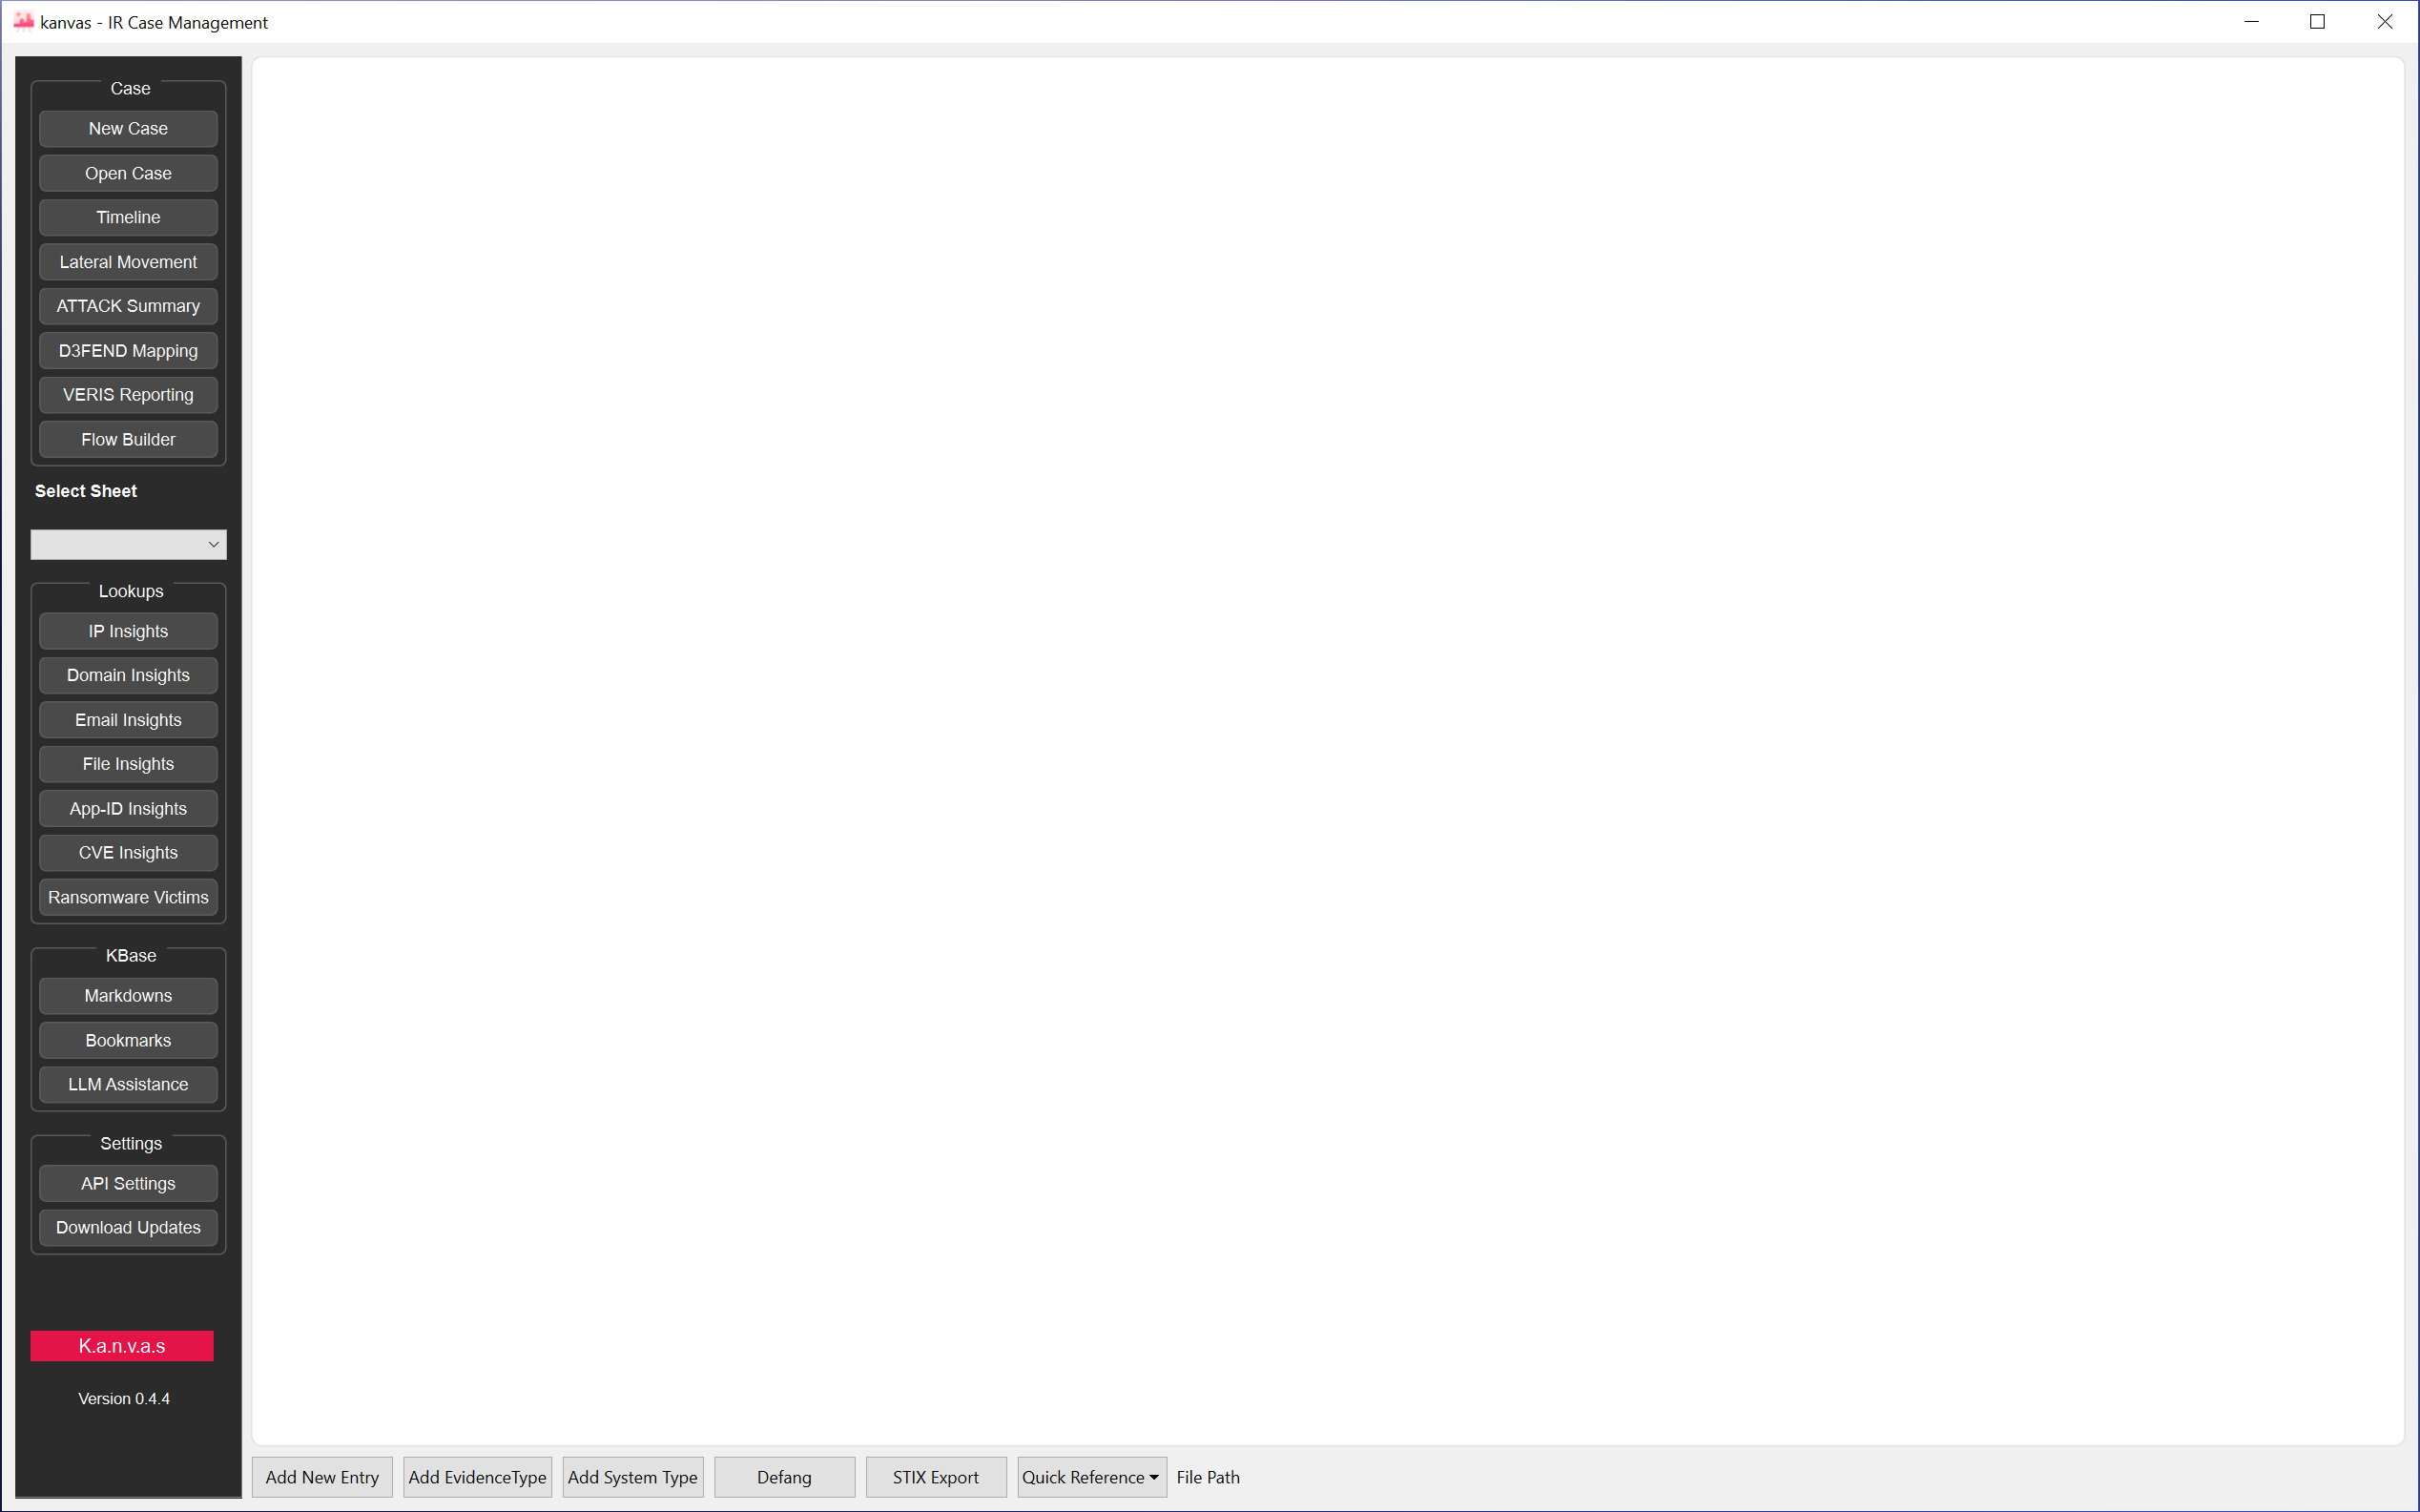 kanvas - IR Case Management
Case
New Case
Open Case
Timeline
Lateral Movement
ATTACK Summary
D3FEND Mapping
VERIS Reporting
Flow Builder
Select Sheet
Lookups
IP Insights
Domain Insights
Email Insights
File Insights
App-ID Insights
CVE Insights
Ransomware Victims
KBase
Markdowns
Bookmarks
LLM Assistance
Settings
API Settings
Download Updates
K.a.n.v.a.s
Version 0.4.4
Add New Entry
Add EvidenceType
Add System Type
Defang
STIX Export
Quick Reference
File Path